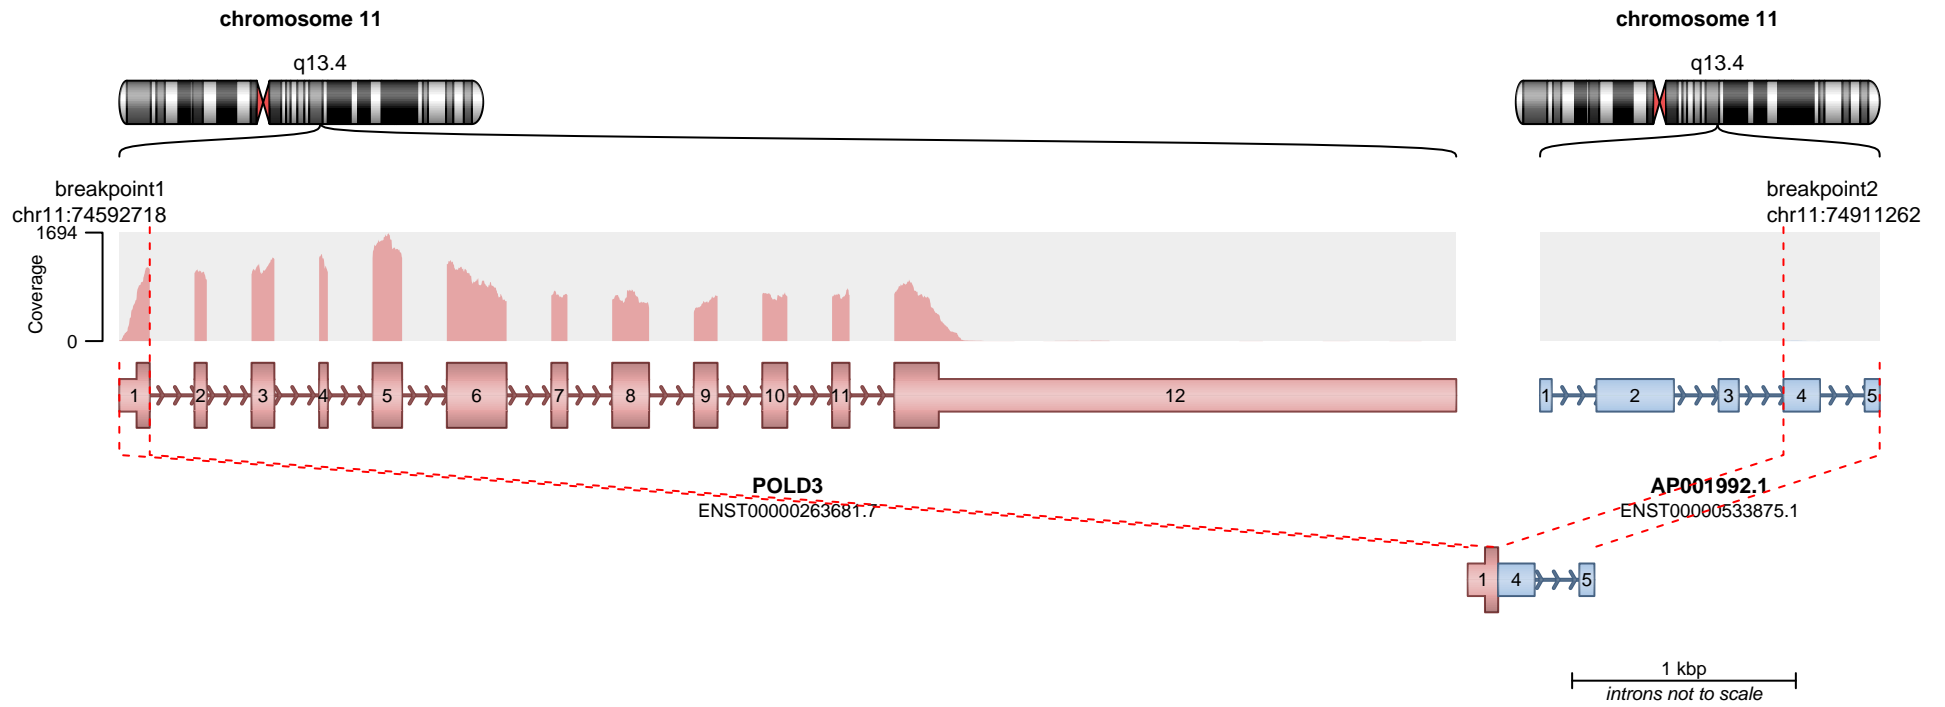 chromosome 11
chromosome 11
q13.4
q13.4
breakpoint1
chr11:74592718
breakpoint2
chr11:74911262
1694
Coverage
0
1 2 3 4 5 6 7 8 9 10 11 12
1 2 3 4 5
POLD3
ENST00000263681.7
AP001992.1
ENST00000533875.1
1 4 5
1 kbp
introns not to scale